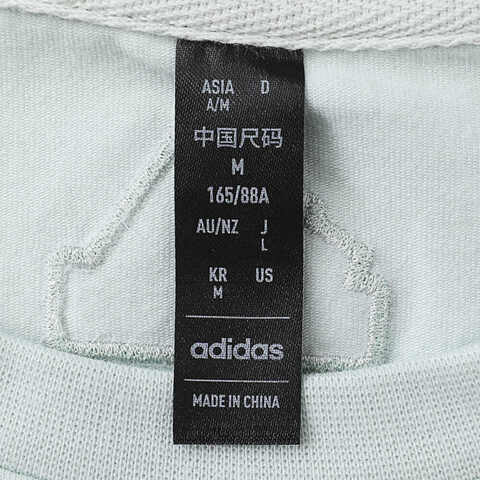 ASIA D
A/M
中国尺码
M
165/88A
AU/NZ J
L
KR US
M
adidas
MADE IN CHINA